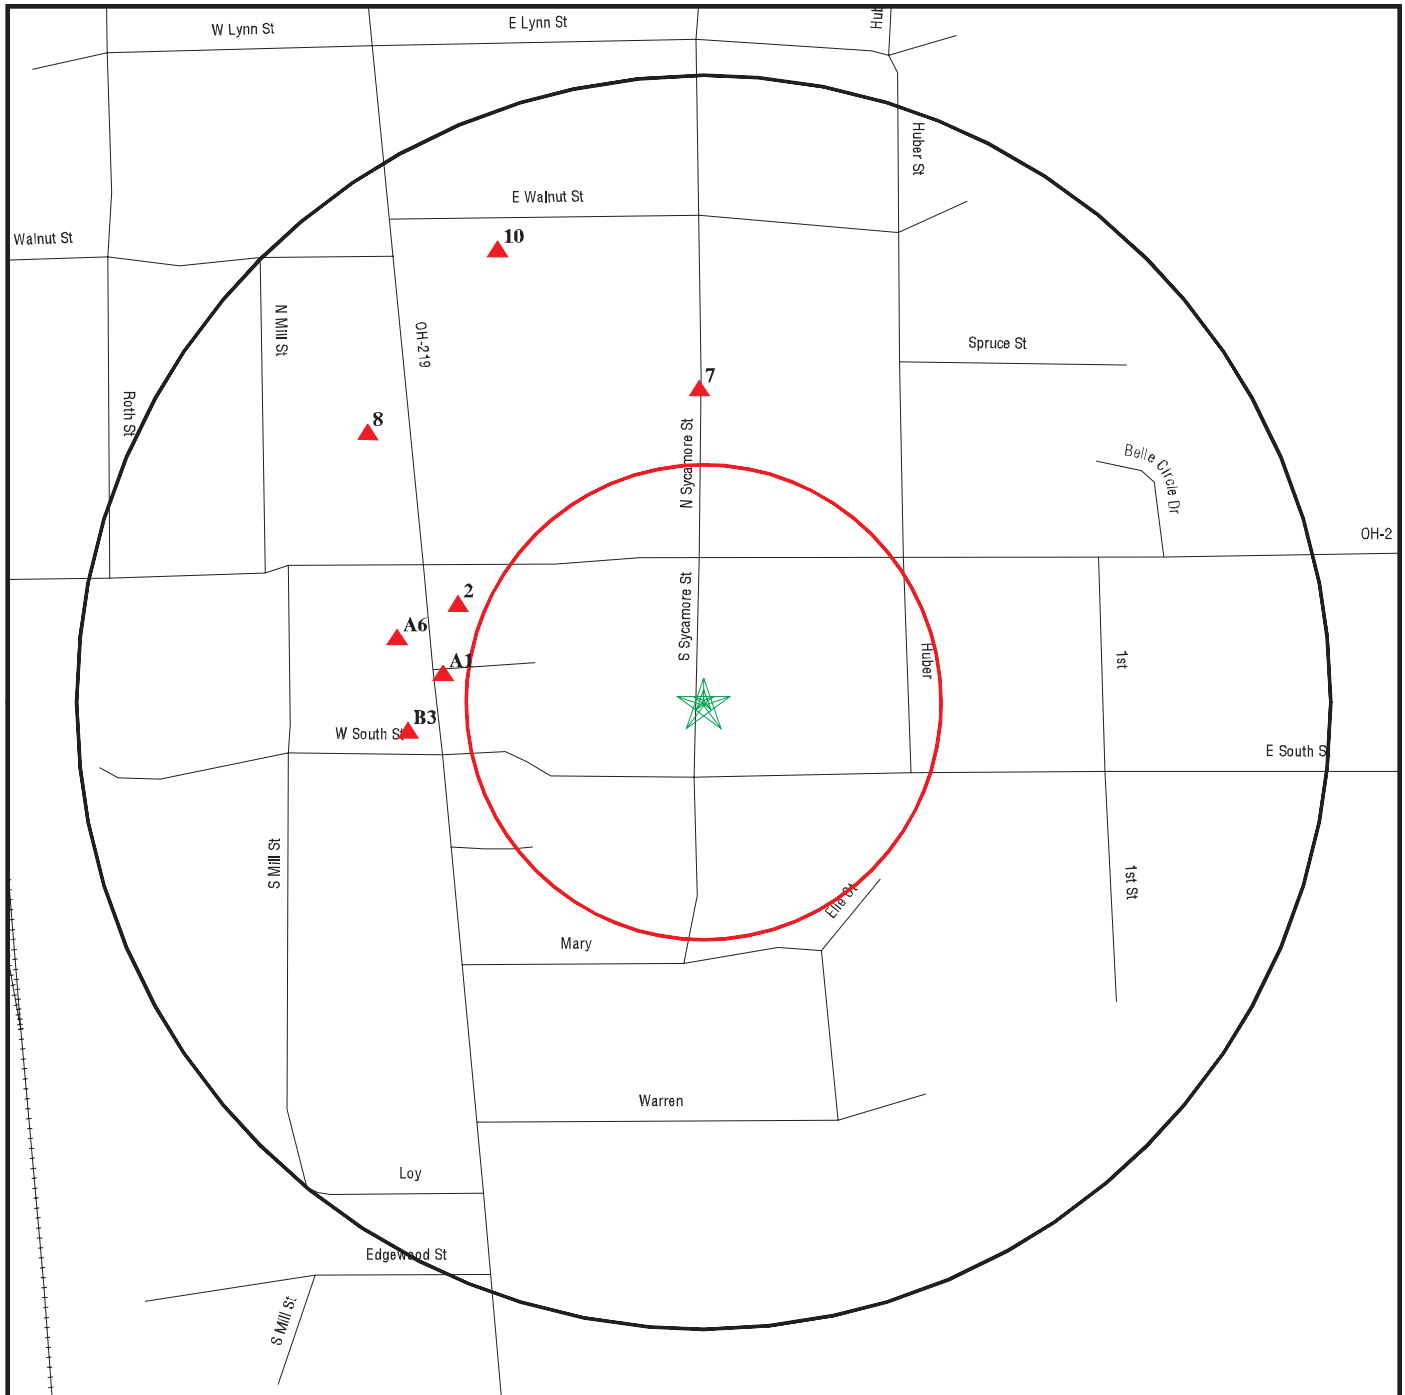 W Lynn St
E Lynn St
Hub
Huber St
E Walnut St
Walnut St
10
N Mill St
OH-219
Spruce St
7
Roth St
8
N Sycamore St
Belle Circle Dr
OH-2
2
S Sycamore St
A6
A1
Huber
1st
B3
W South St
E South S
S Mill St
1st St
Elle St
Mary
Warren
Loy
Edgewood St
S Mill St